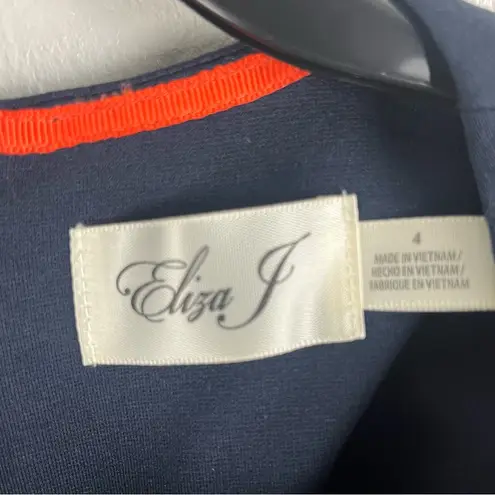 Eliza J
4
MADE IN VIETNAM/
HECHO EN VIETNAM/
FABRIQUE EN VIETNAM